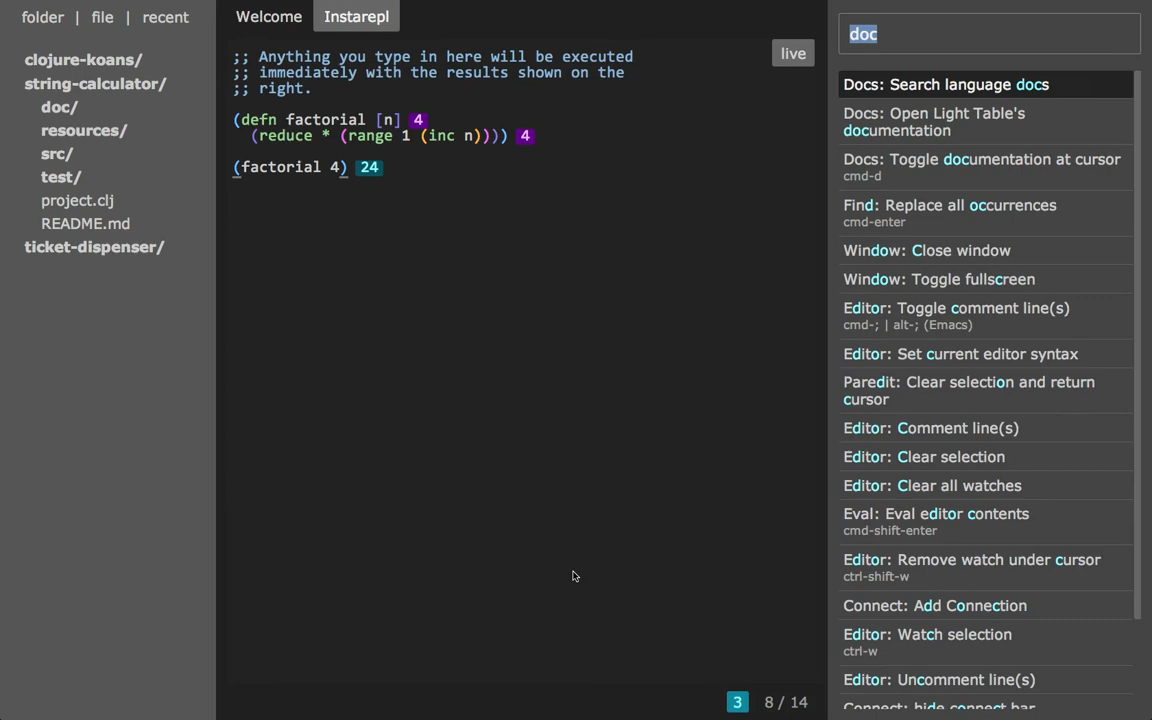 folder | file | recent
clojure-koans/
string-calculator/
doc/
resources/
src/
test/
project.clj
README.md
ticket-dispenser/
Welcome
Instarepl
live
;; Anything you type in here will be executed
;; immediately with the results shown on the
;; right.
(defn factorial [n] 4
(reduce * (range 1 (inc n)))) 4
(factorial 4) 24
3 8 / 14
doc
Docs: Search language docs
Docs: Open Light Table's
documentation
Docs: Toggle documentation at cursor
cmd-d
Find: Replace all occurrences
cmd-enter
Window: Close window
Window: Toggle fullscreen
Editor: Toggle comment line(s)
cmd-; | alt-; (Emacs)
Editor: Set current editor syntax
Paredit: Clear selection and return
cursor
Editor: Comment line(s)
Editor: Clear selection
Editor: Clear all watches
Eval: Eval editor contents
cmd-shift-enter
Editor: Remove watch under cursor
ctrl-shift-w
Connect: Add Connection
Editor: Watch selection
ctrl-w
Editor: Uncomment line(s)
Connect: hide connect bar